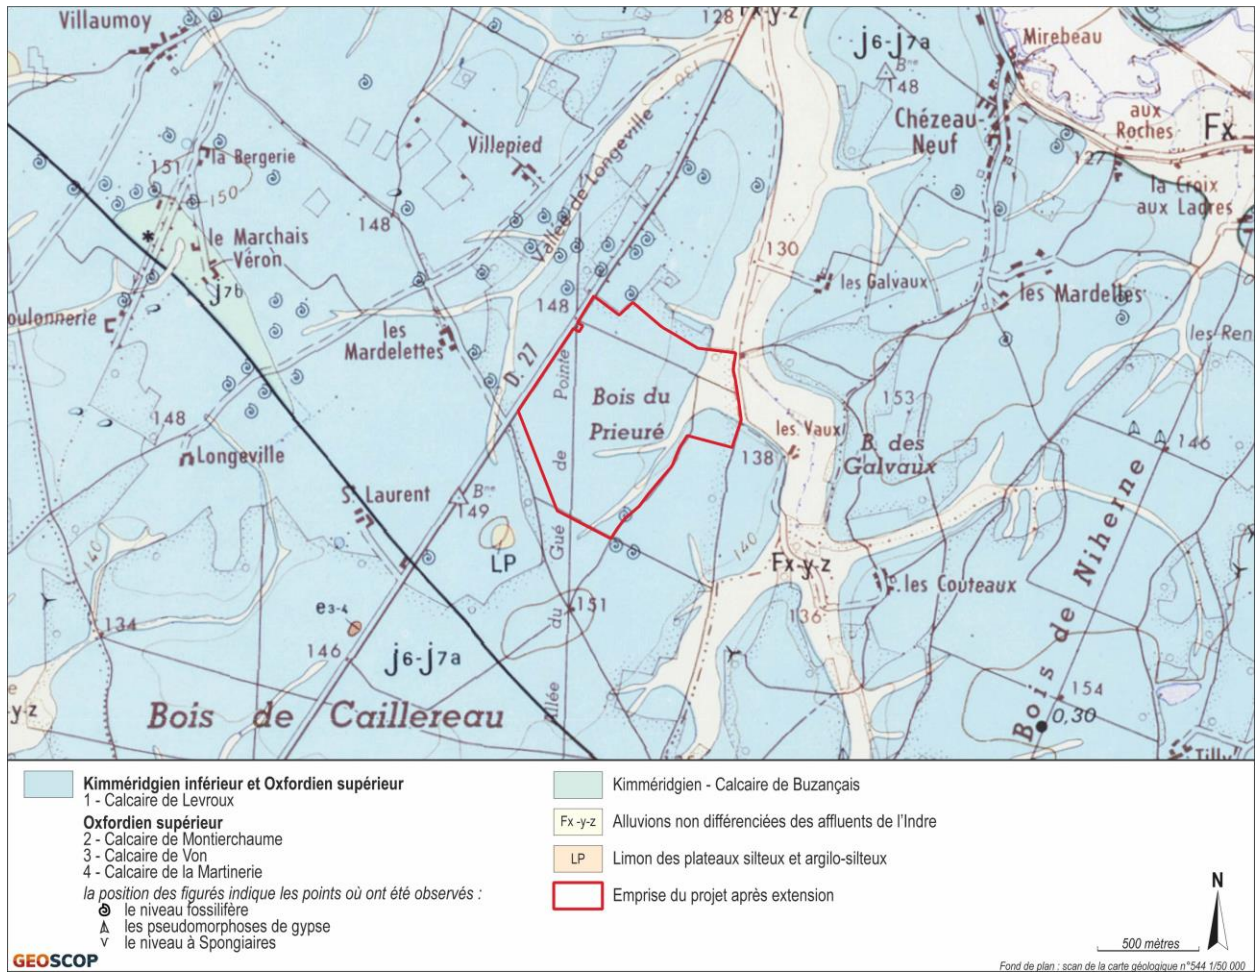 Villaumoy
128
Fx-y-z
j6-j7a
Bne
148
Mirebeau
130
Chézeau
Neuf
aux
Roches
Fx
127
la Croix
aux Ladres
Villepied
Vallée de Longeville
la Bergerie
151
150
148
le Marchais
Véron
*
j7b
oulonnerie
les
Mardelettes
148
D. 27
130
les Galvaux
les Mardelles
les Ren
Bois du
Prieuré
153
B. des
Galvaux
les Vaux
138
146
148
Longeville
St Laurent
Bne
149
LP
140
140
Fx-y-z
les Couteaux
136
Bois de Niherne
134
e3-4
146
j6-j7a
151
Allée du Gué de Pointe
154
0,30
Tilly
-y-z
Bois de Caillereau
Kimméridgien inférieur et Oxfordien supérieur
1 - Calcaire de Levroux
Oxfordien supérieur
2 - Calcaire de Montierchaume
3 - Calcaire de Von
4 - Calcaire de la Martinerie
la position des figurés indique les points où ont été observés :
le niveau fossilifère
les pseudomorphoses de gypse
le niveau à Spongiaires
GEOSCOP
Kimméridgien - Calcaire de Buzançais
Fx -y-z Alluvions non différenciées des affluents de l'Indre
LP Limon des plateaux silteux et argilo-silteux
Emprise du projet après extension
N
500 mètres
Fond de plan : scan de la carte géologique n°544 1/50 000